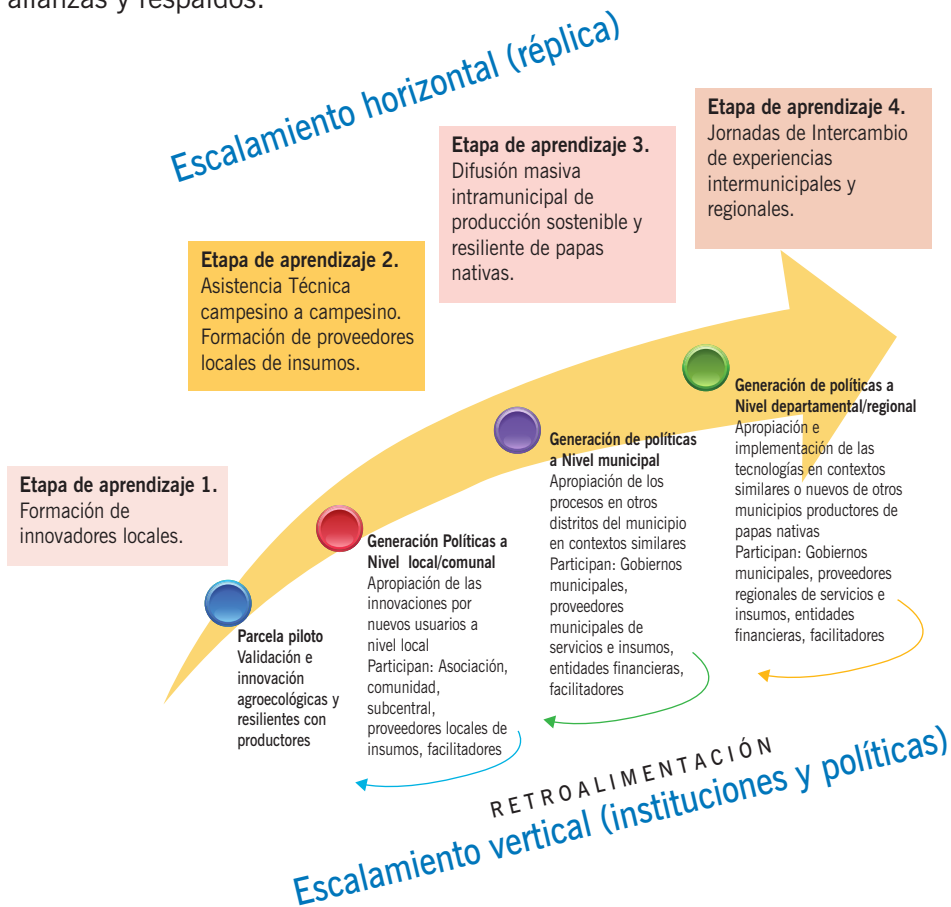 alianzas y respaldos.
Escalamiento horizontal (réplica)
Etapa de aprendizaje 4.
Jornadas de Intercambio
de experiencias
intermunicipales y
regionales.
Etapa de aprendizaje 3.
Difusión masiva
intramunicipal de
producción sostenible y
resiliente de papas
nativas.
Etapa de aprendizaje 2.
Asistencia Técnica
campesino a campesino.
Formación de proveedores
locales de insumos.
Etapa de aprendizaje 1.
Formación de
innovadores locales.
Parcela piloto
Validación e
innovación
agroecológicas y
resilientes con
productores
Generación Políticas a
Nivel local/comunal
Apropiación de las
innovaciones por
nuevos usuarios a
nivel local
Participan: Asociación,
comunidad,
subcentral,
proveedores locales de
insumos, facilitadores
Generación de políticas
a Nivel municipal
Apropiación de los
procesos en otros
distritos del municipio
en contextos similares
Participan: Gobiernos
municipales,
proveedores
municipales de
servicios e insumos,
entidades financieras,
facilitadores
Generación de políticas a
Nivel departamental/regional
Apropiación e
implementación de las
tecnologías en contextos
similares o nuevos de otros
municipios productores de
papas nativas
Participan: Gobiernos
municipales, proveedores
regionales de servicios e
insumos, entidades
financieras, facilitadores
RETROALIMENTACIÓN
Escalamiento vertical (instituciones y políticas)